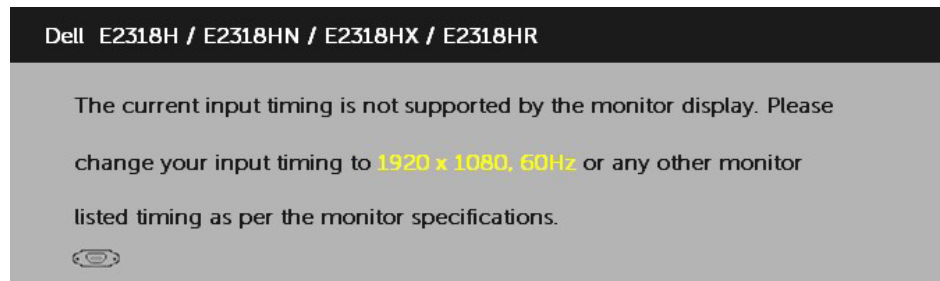 Dell E2318H / E2318HN / E2318HX / E2318HR
The current input timing is not supported by the monitor display. Please
change your input timing to 1920 x 1080, 60Hz or any other monitor
listed timing as per the monitor specifications.